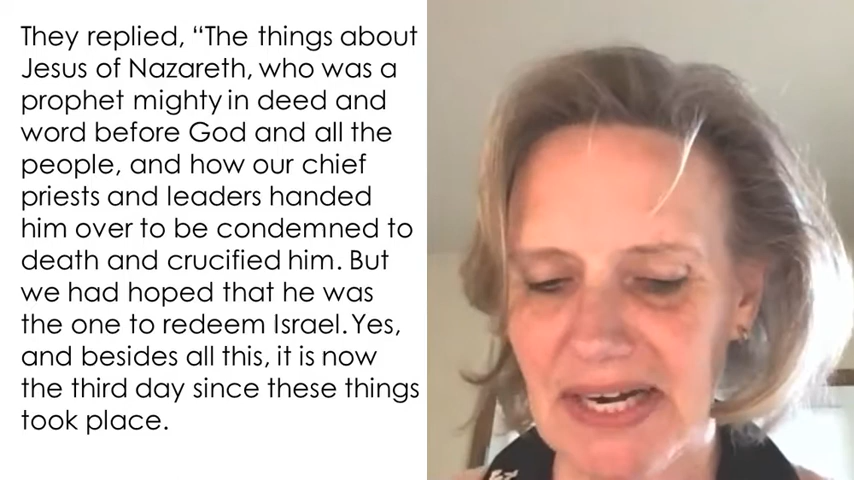 They replied, “The things about
Jesus of Nazareth, who was a
prophet mighty in deed and
word before God and all the
people, and how our chief
priests and leaders handed
him over to be condemned to
death and crucified him. But
we had hoped that he was
the one to redeem Israel. Yes,
and besides all this, it is now
the third day since these things
took place.